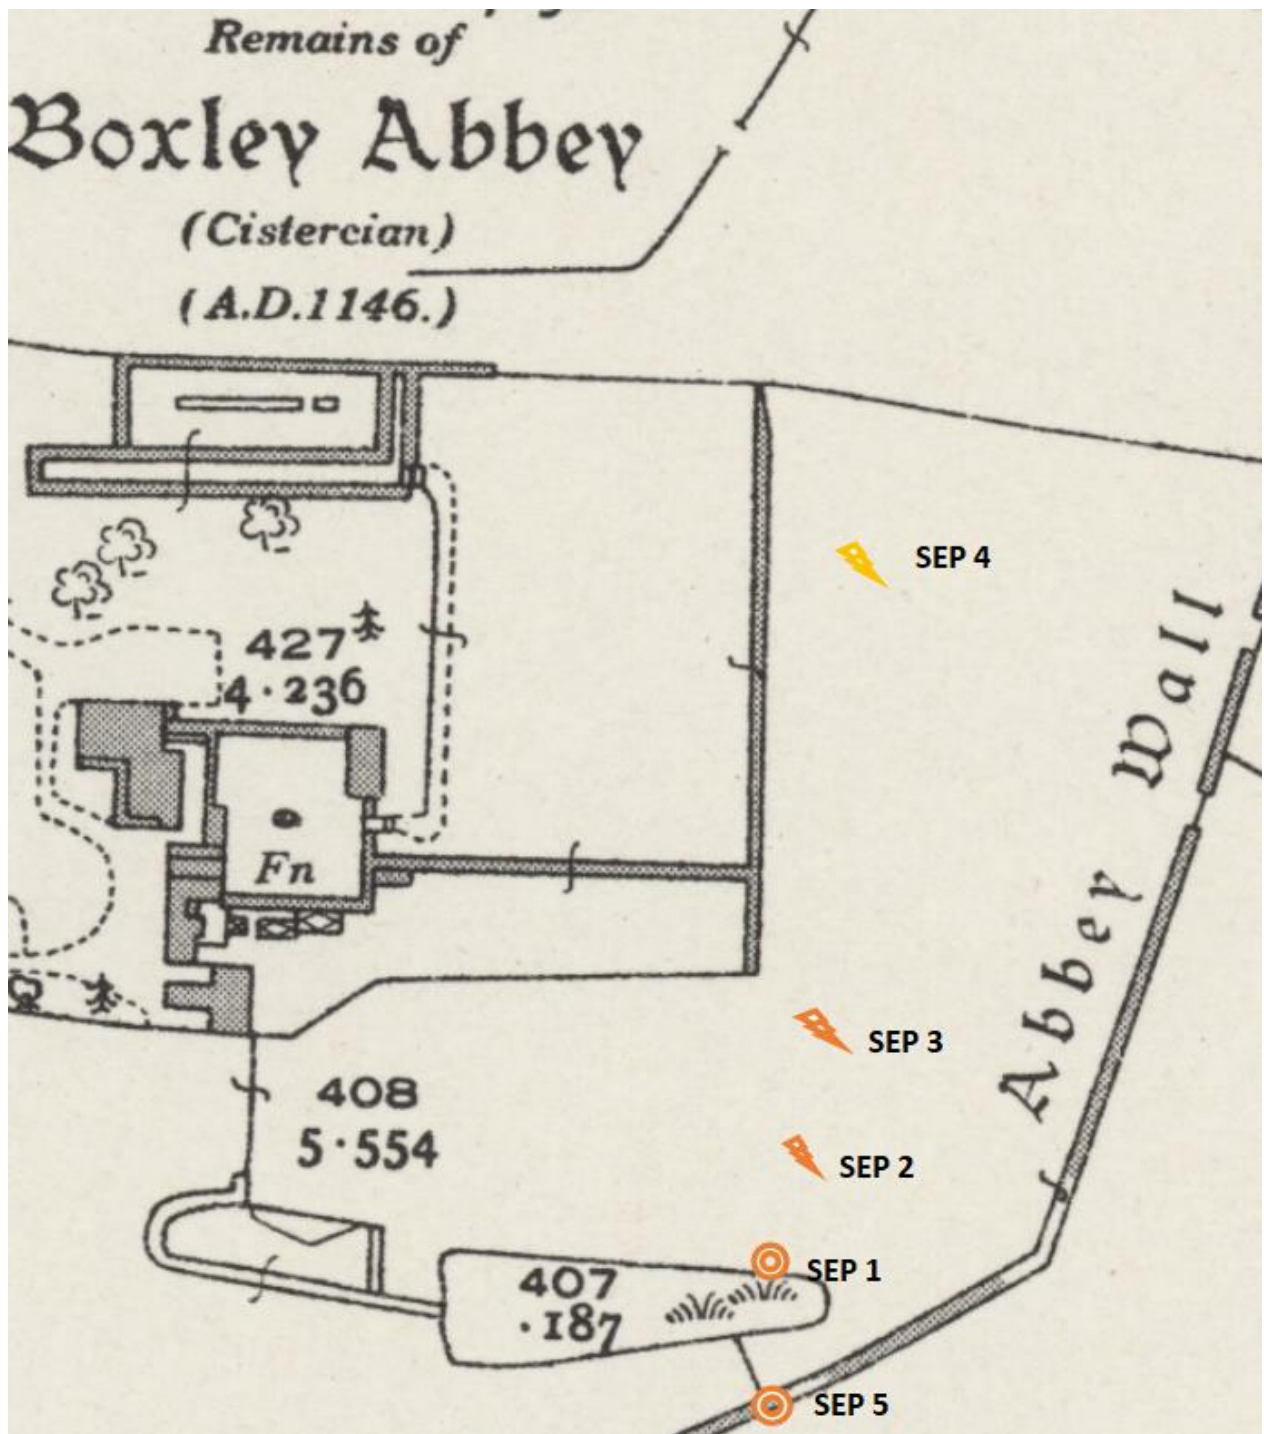 Remains of
Boxley Abbey
(Cistercian)
(A.D.1146.)
SEP 4
Abbey Wall
427
4·236
Fn
SEP 3
408
5·554
SEP 2
SEP 1
407
·187
SEP 5